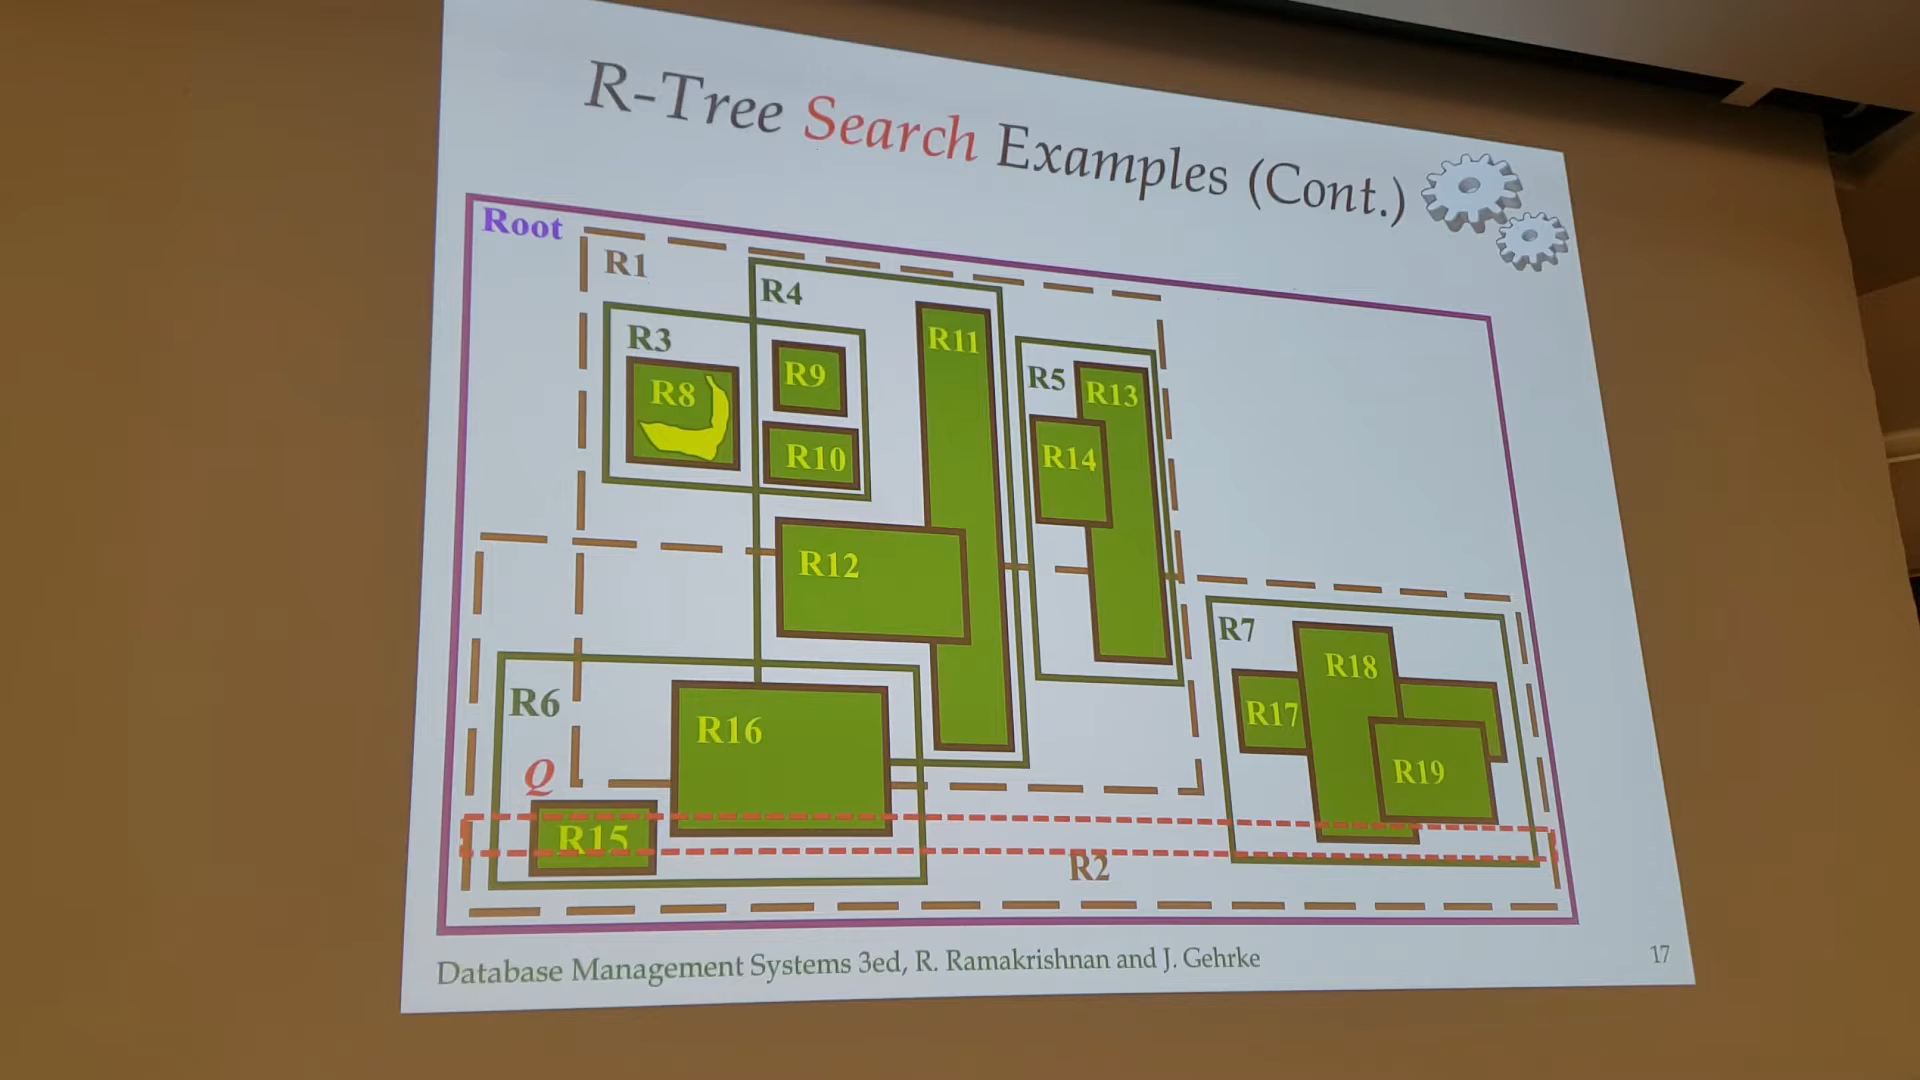 R-Tree Search Examples (Cont.)
Root
R1
R4
R11
R3
R9
R5
R13
R8
R10
R14
R12
R7
R18
R6
R16
R17
Q
R19
R15
R2
Database Management Systems 3ed, R. Ramakrishnan and J. Gehrke
17